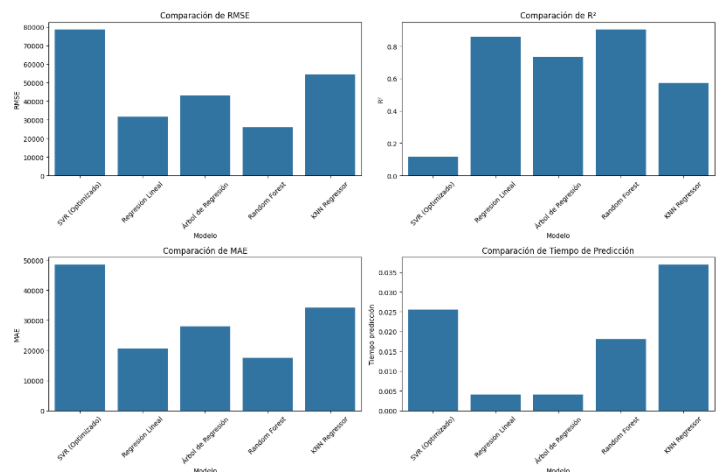 Comparación de RMSE
80000
70000
60000
50000
40000
30000
20000
10000
0
RMSE
SVR (Optimizado)
Regresión Lineal
Árbol de Regresión
Random Forest
KNN Regressor
Modelo
Comparación de R²
0.8
0.6
0.4
0.2
0.0
R²
SVR (Optimizado)
Regresión Lineal
Árbol de Regresión
Random Forest
KNN Regressor
Modelo
Comparación de MAE
50000
40000
30000
20000
10000
0
MAE
SVR (Optimizado)
Regresión Lineal
Árbol de Regresión
Random Forest
KNN Regressor
Modelo
Comparación de Tiempo de Predicción
0.035
0.030
0.025
0.020
0.015
0.010
0.005
0.000
Tiempo predicción
SVR (Optimizado)
Regresión Lineal
Árbol de Regresión
Random Forest
KNN Regressor
Modelo